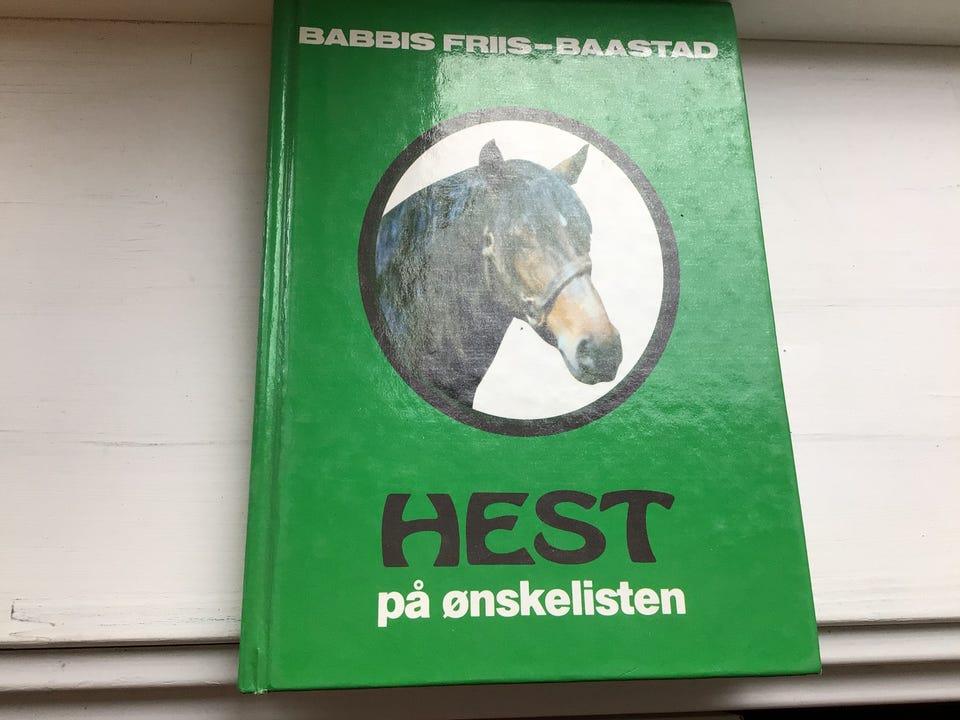 BABBIS FRIIS-BAASTAD
HEST
på ønskelisten